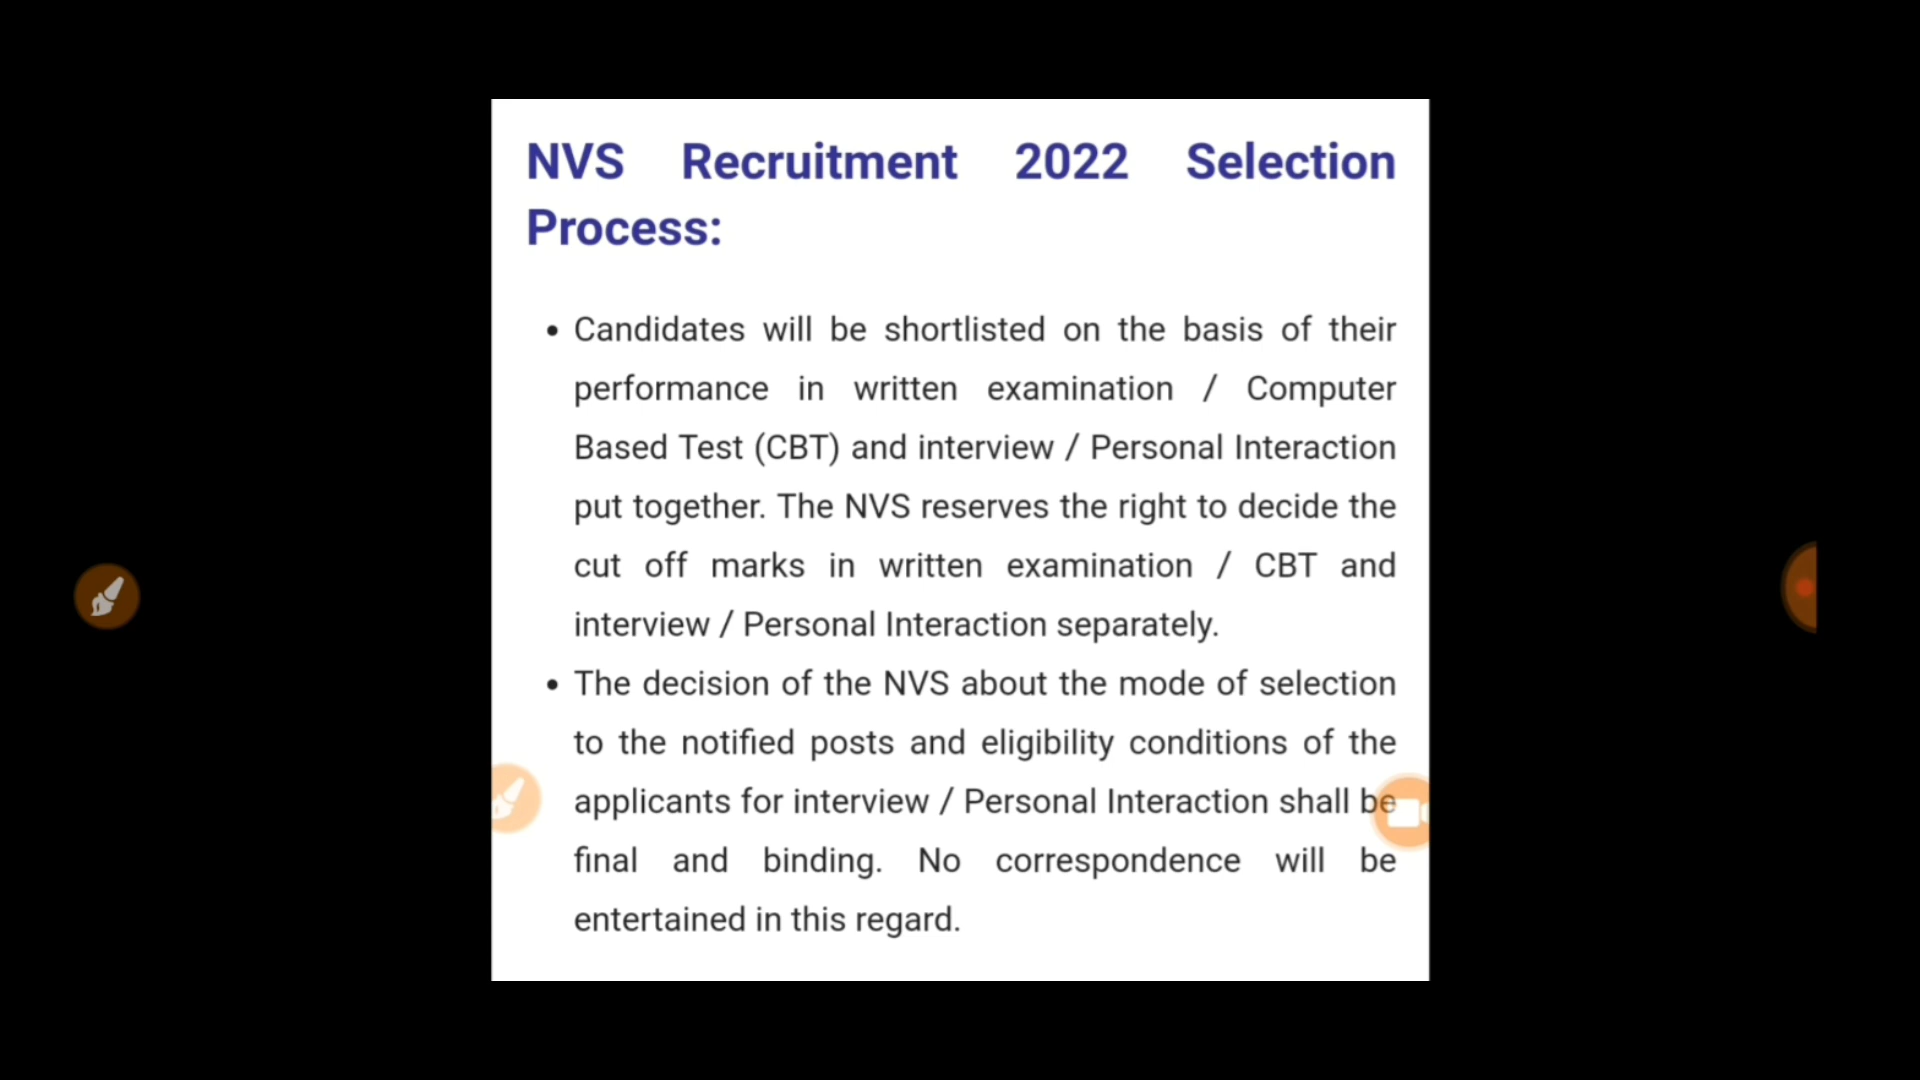 NVS Recruitment 2022 Selection
Process:
• Candidates will be shortlisted on the basis of their
performance in written examination / Computer
Based Test (CBT) and interview / Personal Interaction
put together. The NVS reserves the right to decide the
cut off marks in written examination / CBT and
interview / Personal Interaction separately.
• The decision of the NVS about the mode of selection
to the notified posts and eligibility conditions of the
applicants for interview / Personal Interaction shall be
final and binding. No correspondence will be
entertained in this regard.